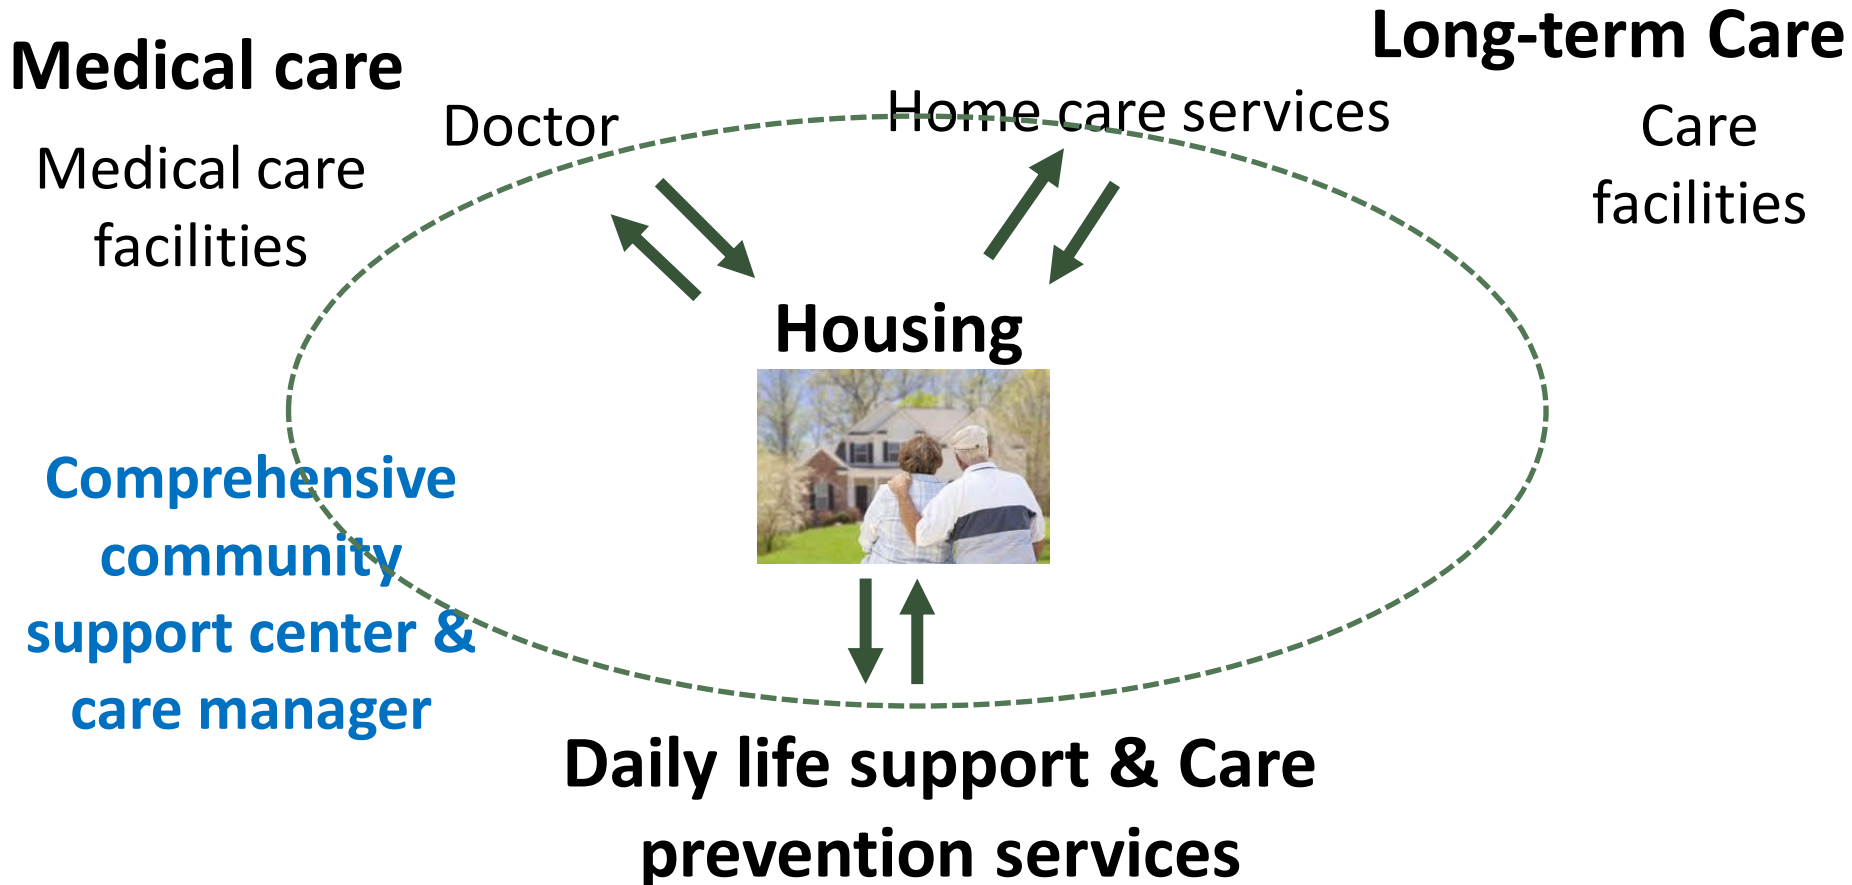 Medical care
Long-term Care
Doctor
Home care services
Medical care
facilities
Care
facilities
Housing
Comprehensive
community
support center &
care manager
Daily life support & Care
prevention services